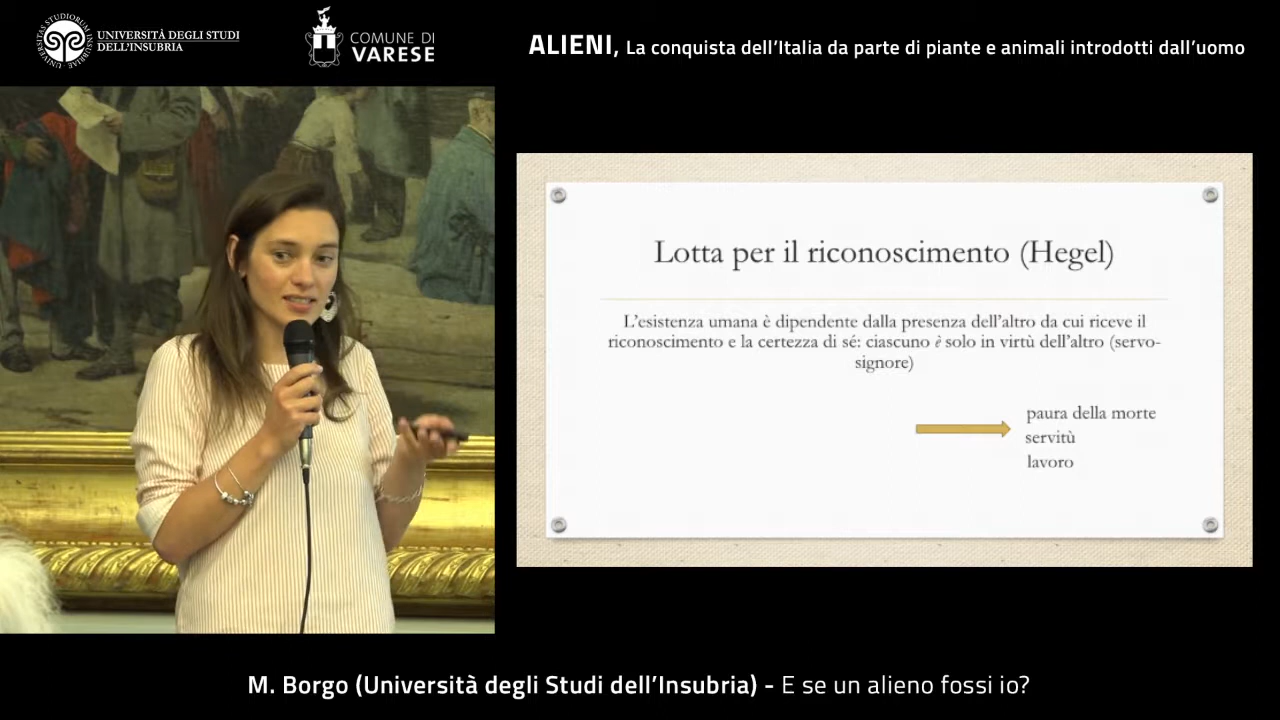 UNIVERSITÀ DEGLI STUDI
DELL'INSUBRIA
COMUNE DI
VARESE
ALIENI, La conquista dell'Italia da parte di piante e animali introdotti dall'uomo
Lotta per il riconoscimento (Hegel)
L'esistenza umana è dipendente dalla presenza dell'altro da cui riceve il
riconoscimento e la certezza di sé: ciascuno è solo in virtù dell'altro (servo-
signore)
paura della morte
servitù
lavoro
M. Borgo (Università degli Studi dell'Insubria) - E se un alieno fossi io?